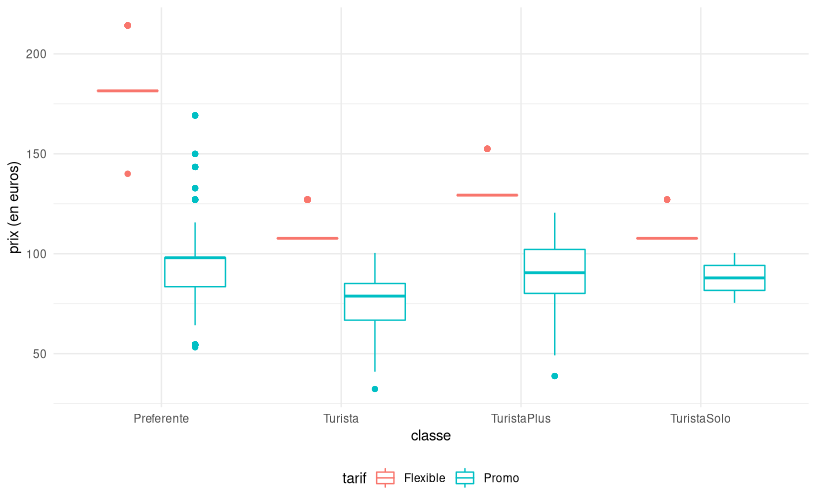 200
150
100
50
prix (en euros)
Preferente Turista TuristaPlus TuristaSolo
classe
tarif Flexible Promo